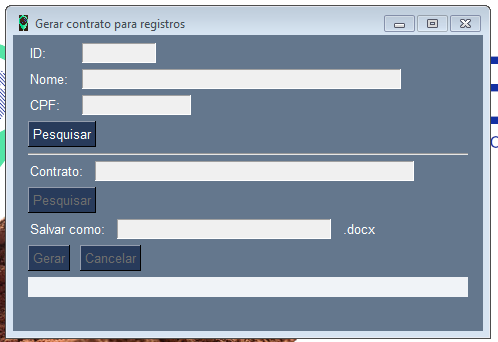 Gerar contrato para registros
ID:
Nome:
CPF:
Pesquisar
Contrato:
Pesquisar
Salvar como: .docx
Gerar Cancelar